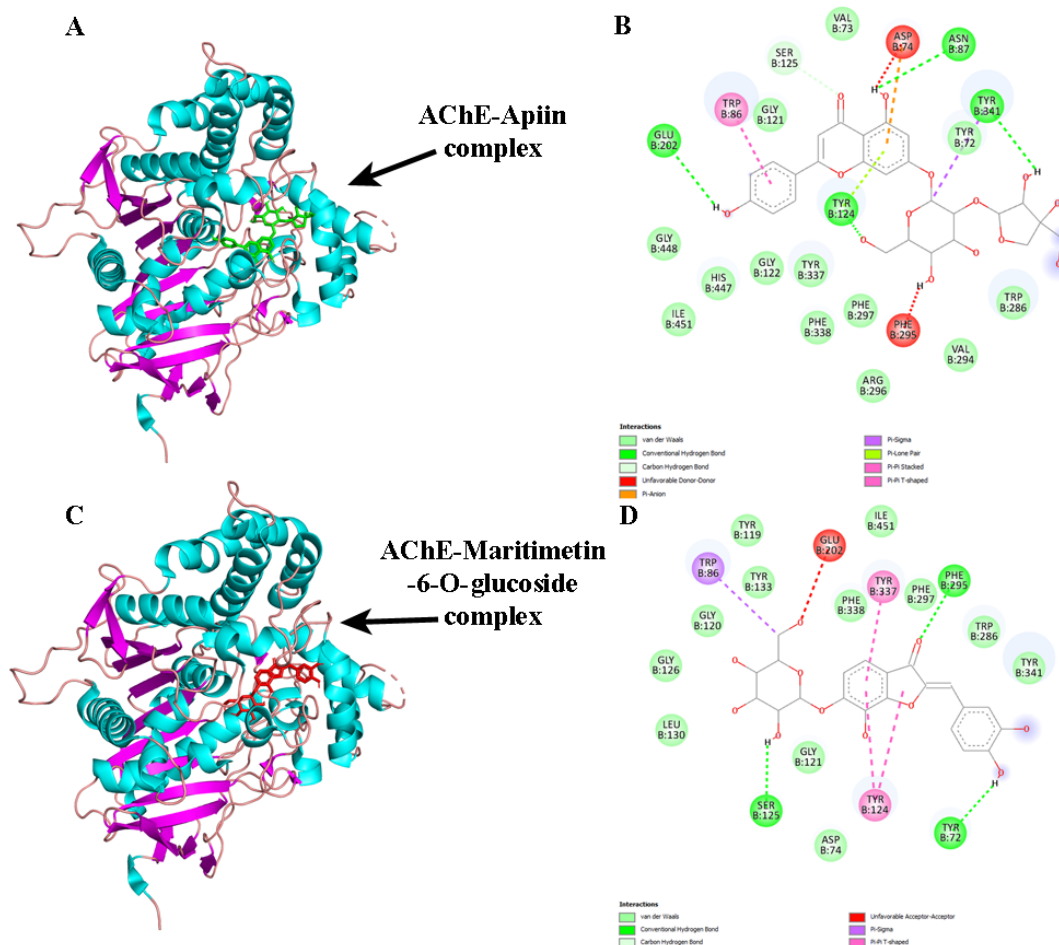 A
AChE-Apiin
complex
B
VAL
B:73
ASP
B:74
ASN
B:87
SER
B:125
TRP
B:86
GLY
B:121
TYR
B:341
TYR
B:72
GLU
B:202
TYR
B:124
GLY
B:448
HIS
B:447
GLY
B:122
TYR
B:337
ILE
B:451
PHE
B:338
PHE
B:297
PHE
B:295
TRP
B:286
VAL
B:294
ARG
B:296
H
H
H
H
O
O
O
O
O
O
O
O
O
O
Interactions
van der Waals
Conventional Hydrogen Bond
Carbon Hydrogen Bond
Unfavorable Donor-Donor
Pi-Anion
Pi-Sigma
Pi-Lone Pair
Pi-Pi Stacked
Pi-Pi T-shaped
C
AChE-Maritimetin
-6-O-glucoside
complex
D
TYR
B:119
GLU
B:202
ILE
B:451
TRP
B:86
TYR
B:133
TYR
B:337
PHE
B:338
PHE
B:297
PHE
B:295
GLY
B:120
TRP
B:286
TYR
B:341
GLY
B:126
LEU
B:130
GLY
B:121
SER
B:125
TYR
B:124
TYR
B:72
ASP
B:74
O
O
O
O
O
O
O
O
H
H
Interactions
van der Waals
Conventional Hydrogen Bond
Carbon Hydrogen Bond
Unfavorable Acceptor-Acceptor
Pi-Sigma
Pi-Pi T-shaped